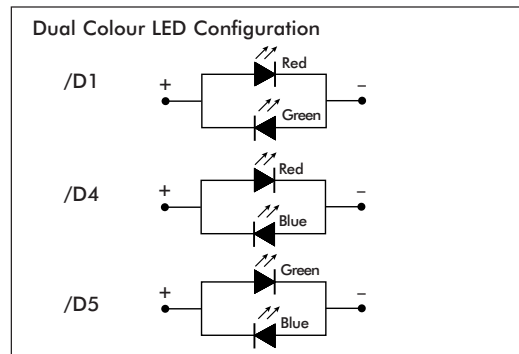 Dual Colour LED Configuration
Red
/D1
+ −
Green
Red
/D4
+ −
Blue
Green
/D5
+ −
Blue